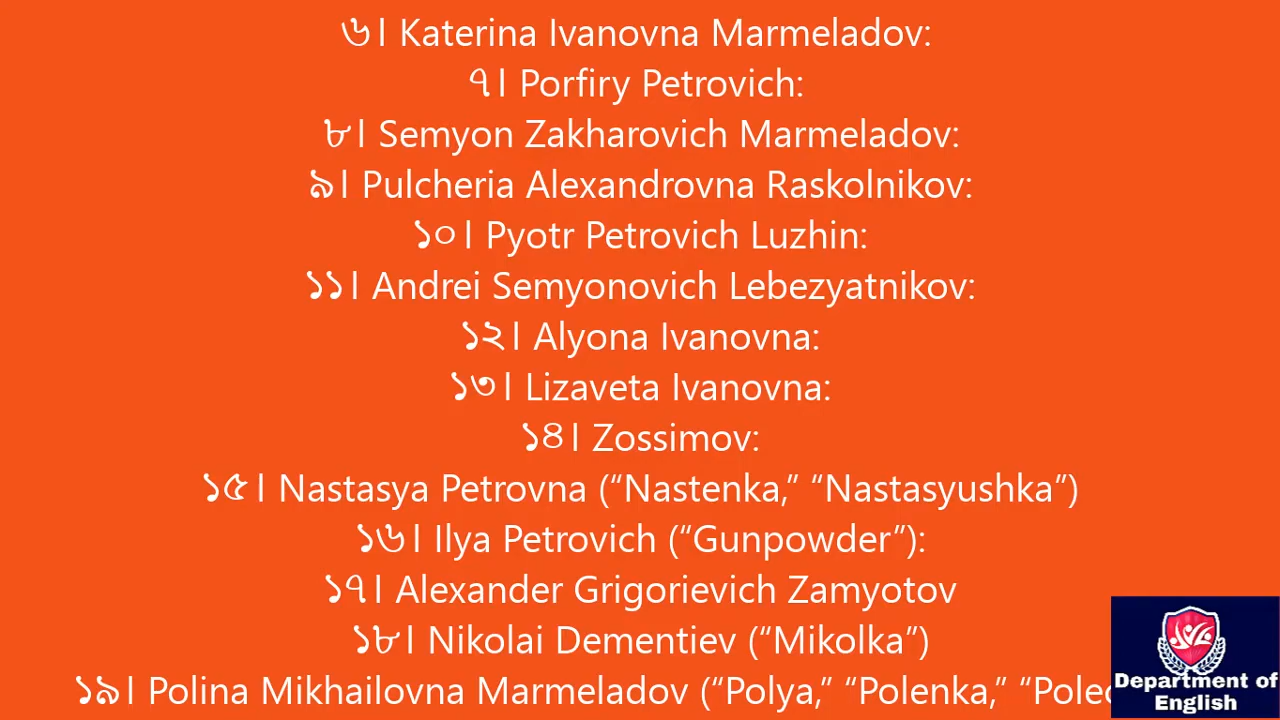 ৬। Katerina Ivanovna Marmeladov:
৭। Porfiry Petrovich:
৮। Semyon Zakharovich Marmeladov:
৯। Pulcheria Alexandrovna Raskolnikov:
১০। Pyotr Petrovich Luzhin:
১১। Andrei Semyonovich Lebezyatnikov:
১২। Alyona Ivanovna:
১৩। Lizaveta Ivanovna:
১৪। Zossimov:
১৫। Nastasya Petrovna (“Nastenka,” “Nastasyushka”)
১৬। Ilya Petrovich (“Gunpowder”):
১৭। Alexander Grigorievich Zamyotov
১৮। Nikolai Dementiev (“Mikolka”)
১৯। Polina Mikhailovna Marmeladov (“Polya,” “Polenka,”
Department of
English